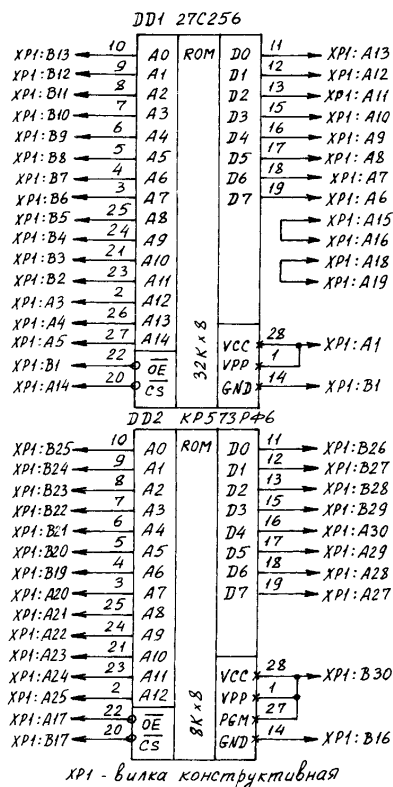 DD1 27C256
XP1:B13 10 A0 ROM D0 11 XP1:A13
XP1:B12 9 A1 D1 12 XP1:A12
XP1:B11 8 A2 D2 13 XP1:A11
XP1:B10 7 A3 D3 15 XP1:A10
XP1:B9 6 A4 D4 16 XP1:A9
XP1:B8 5 A5 D5 17 XP1:A8
XP1:B7 4 A6 D6 18 XP1:A7
XP1:B6 3 A7 D7 19 XP1:A6
XP1:B5 25 A8 XP1:A15
XP1:B4 24 A9 XP1:A16
XP1:B3 21 A10 XP1:A18
XP1:B2 23 A11 XP1:A19
XP1:A3 2 A12
XP1:A4 26 A13
XP1:A5 27 A14 32K×8 VCC 28 XP1:A1
XP1:B1 22 OE VPP 1
XP1:A14 20 CS GND 14 XP1:B1
DD2 КР573РФ6
XP1:B25 10 A0 ROM D0 11 XP1:B26
XP1:B24 9 A1 D1 12 XP1:B27
XP1:B23 8 A2 D2 13 XP1:B28
XP1:B22 7 A3 D3 15 XP1:B29
XP1:B21 6 A4 D4 16 XP1:A30
XP1:B20 5 A5 D5 17 XP1:A29
XP1:B19 4 A6 D6 18 XP1:A28
XP1:A20 3 A7 D7 19 XP1:A27
XP1:A21 25 A8
XP1:A22 24 A9
XP1:A23 21 A10
XP1:A24 23 A11 VCC 28 XP1:B30
XP1:A25 2 A12 8K×8 VPP 1
XP1:A17 22 OE PGM 27
XP1:B17 20 CS GND 14 XP1:B16
XP1 - вилка конструктивная